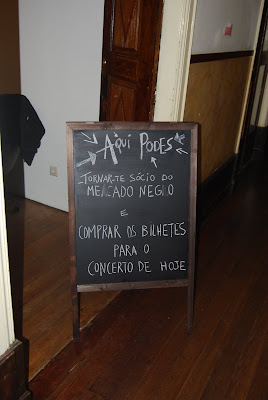 AQUI PODES
TORNAR-TE SÓCIO DO
MERCADO NEGRO
E
COMPRAR OS BILHETES
PARA O
CONCERTO DE HOJE